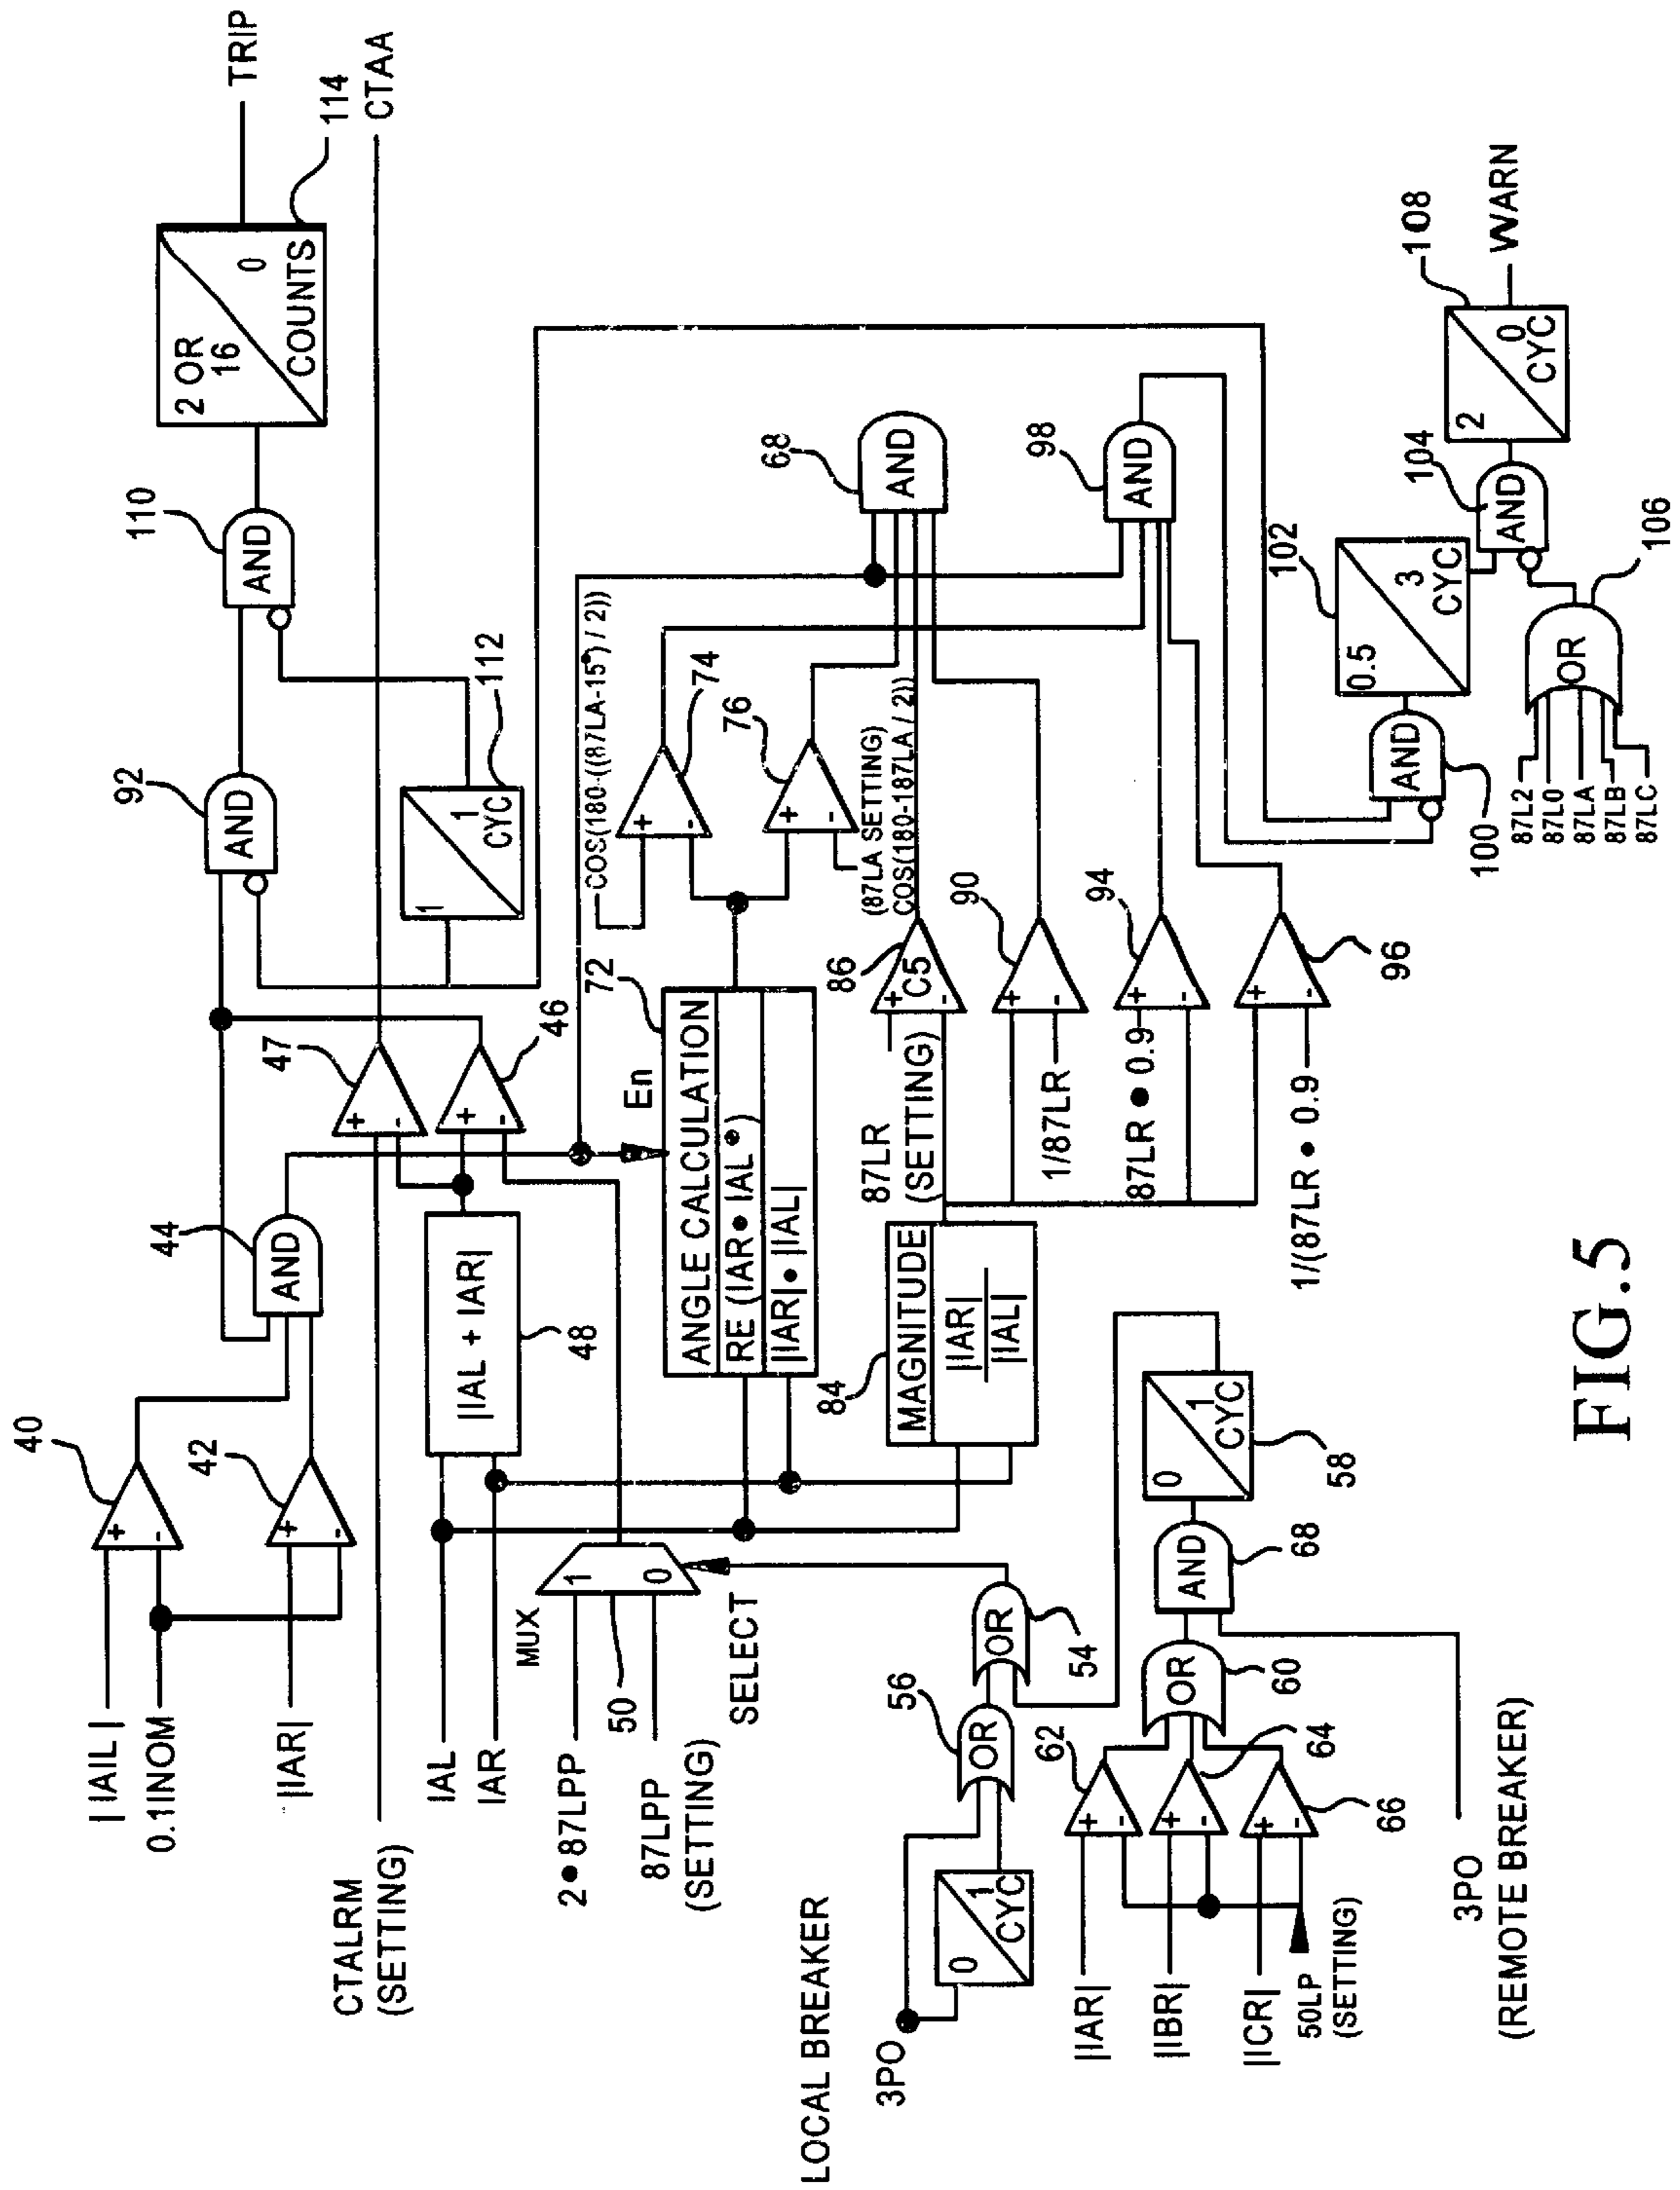 | IAIL |
0.1INOM
|IAR|
40
+
-
42
+
-
44
AND
92
AND
110
AND
2 OR
16
0
COUNTS
114
TRIP
CTALRM
(SETTING)
47
+
-
CTAA
IAL
IAR
|IAL + IAR|
48
+
-
46
1
1
CYC
112
MUX
2•87LPP
50
87LPP
(SETTING)
1
0
SELECT
En
72
ANGLE CALCULATION
RE (IAR•IAL*)
|IAR|•|IAL|
COS(180-((87LA-15°) / 2))
+
-
74
76
+
-
(87LA SETTING)
COS(180-187LA / 2))
68
AND
84
MAGNITUDE
|IAR|
|IAL|
87LR
(SETTING)
86
+
-
C5
90
+
-
1/87LR
94
+
-
87LR • 0.9
+
-
96
1/(87LR • 0.9
98
AND
LOCAL BREAKER
3PO
0
1
CYC
56
OR
OR
54
|IAR|
|IBR|
|ICR|
50LP
(SETTING)
62
+
-
+
-
64
+
-
66
OR
60
AND
68
0
1
CYC
58
3PO
(REMOTE BREAKER)
AND
100
102
0.5
3
CYC
104
AND
87L2
87L0
87LA
87LB
87LC
OR
106
108
2
0
CYC
WARN
FIG.5